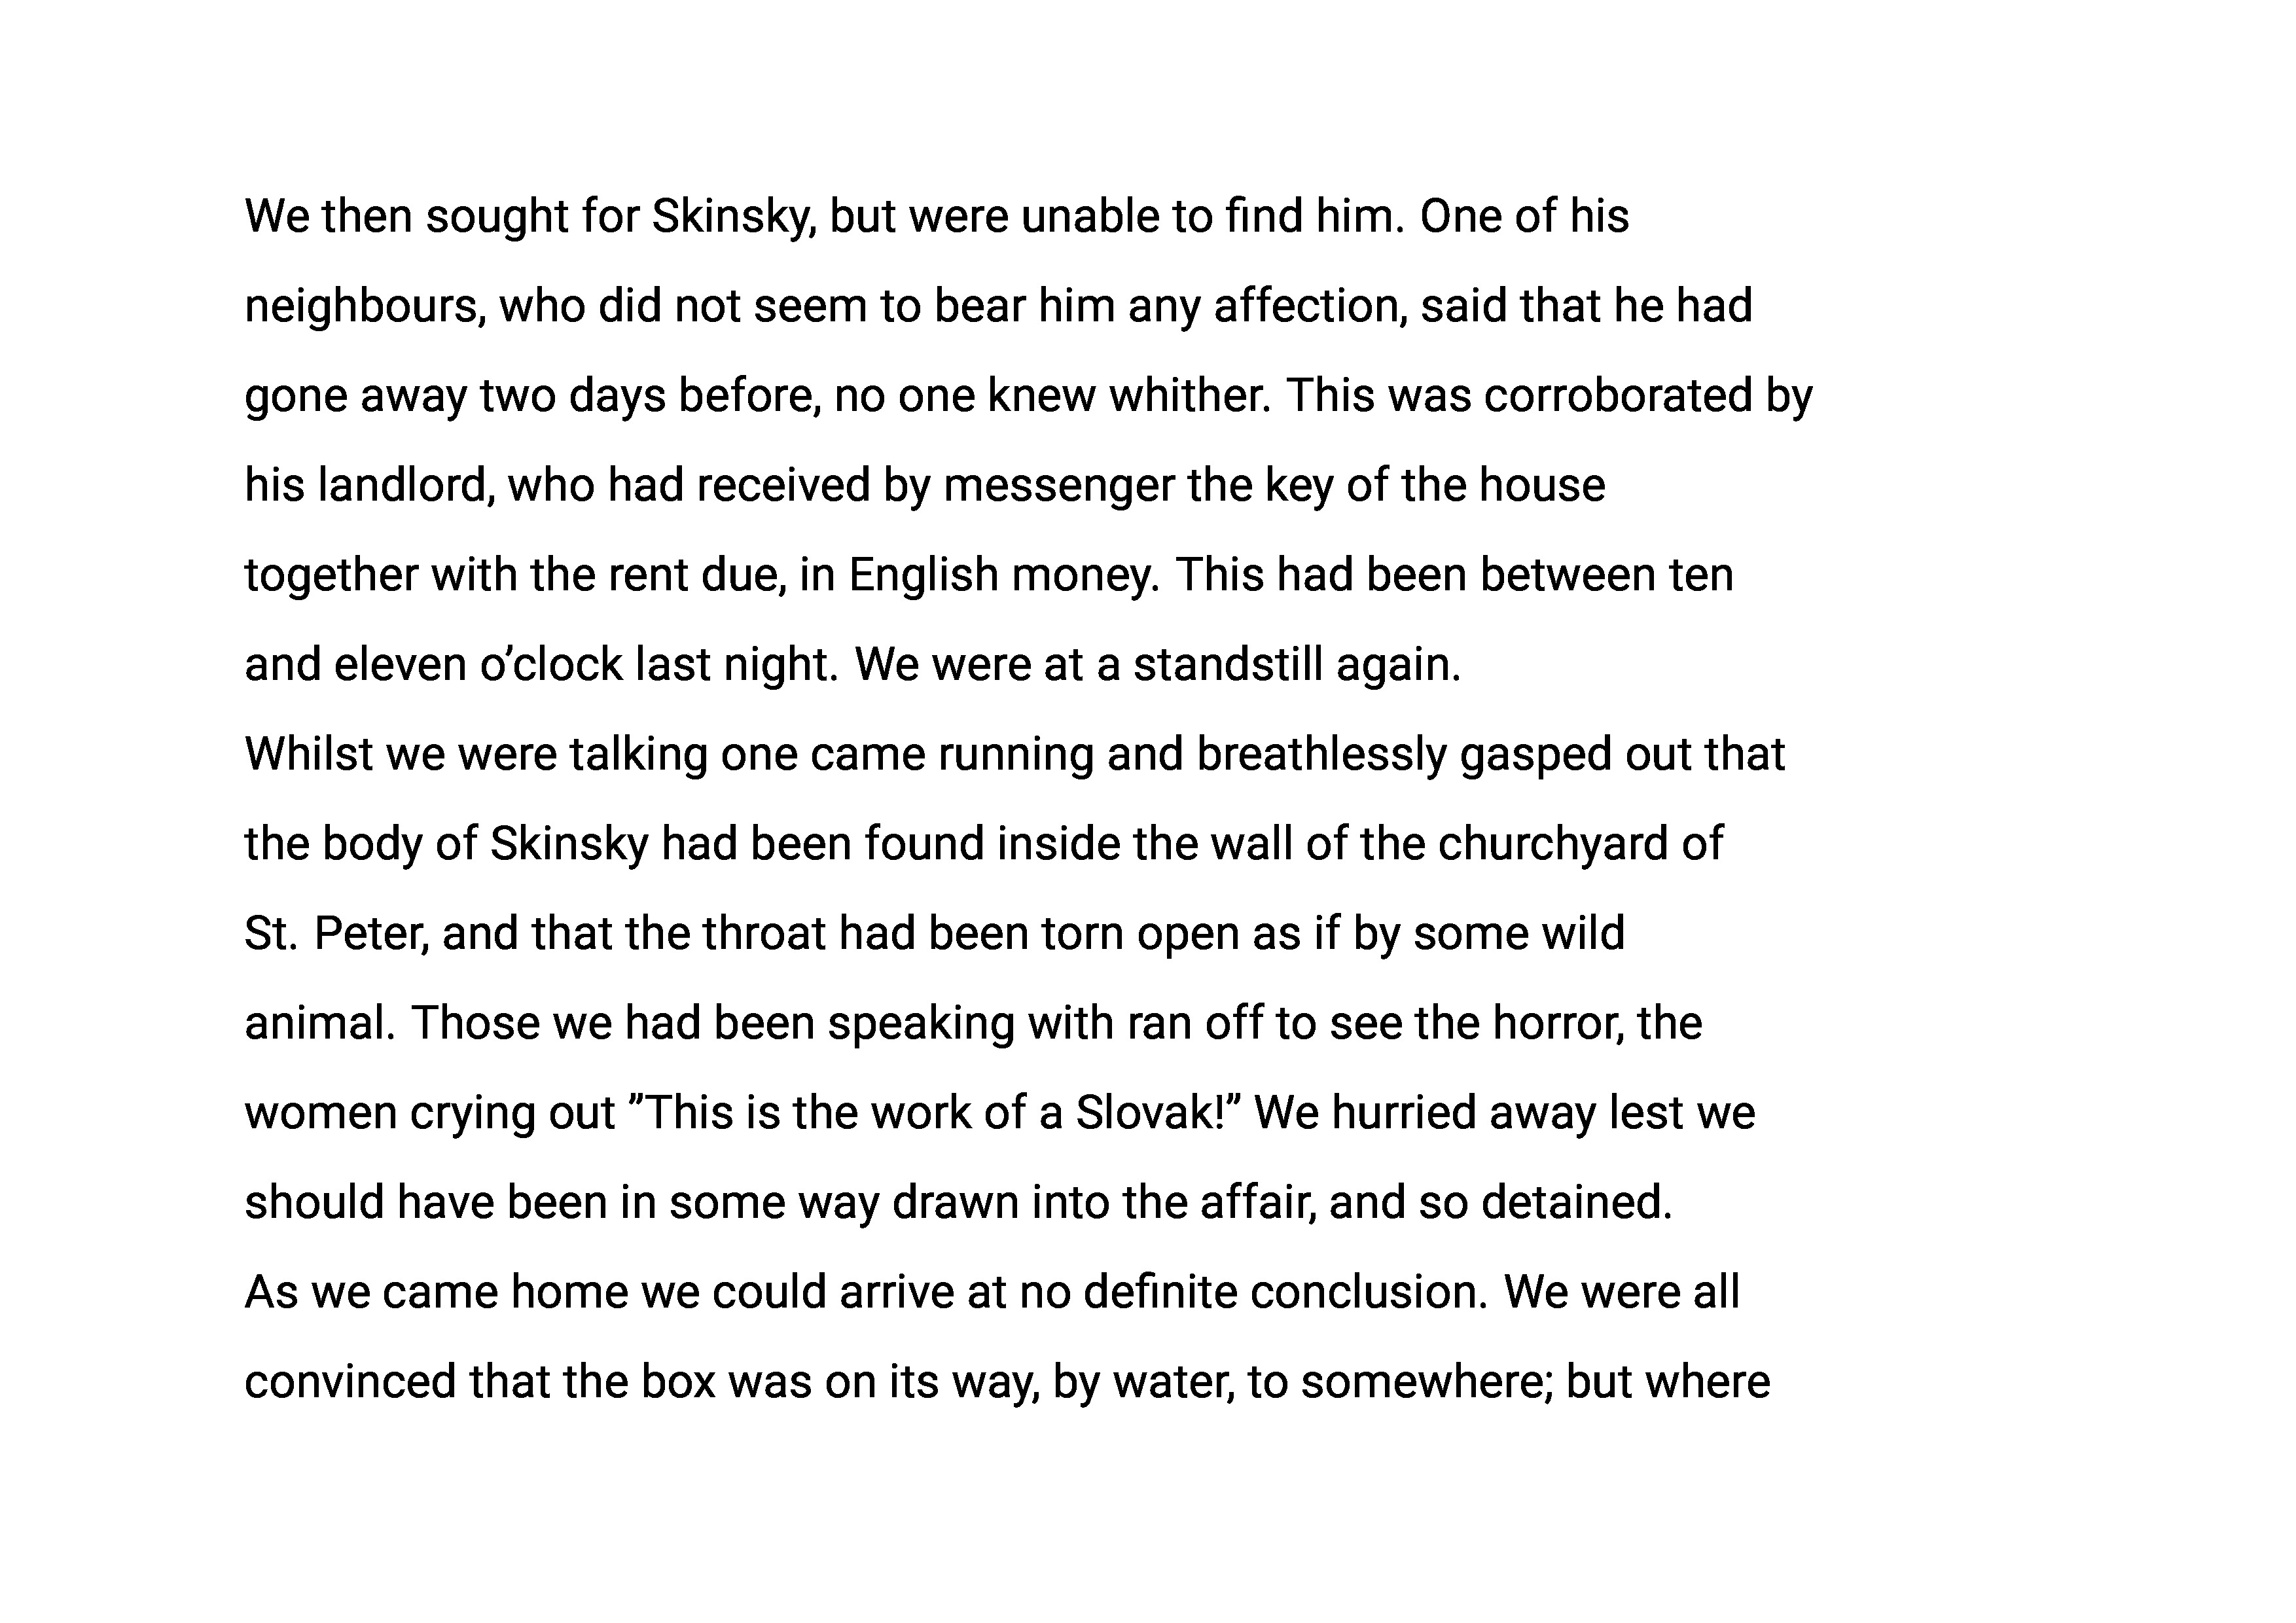 We then sought for Skinsky, but were unable to find him. One of his
neighbours, who did not seem to bear him any affection, said that he had
gone away two days before, no one knew whither. This was corroborated by
his landlord, who had received by messenger the key of the house
together with the rent due, in English money. This had been between ten
and eleven o’clock last night. We were at a standstill again.
Whilst we were talking one came running and breathlessly gasped out that
the body of Skinsky had been found inside the wall of the churchyard of
St. Peter, and that the throat had been torn open as if by some wild
animal. Those we had been speaking with ran off to see the horror, the
women crying out ”This is the work of a Slovak!” We hurried away lest we
should have been in some way drawn into the affair, and so detained.
As we came home we could arrive at no definite conclusion. We were all
convinced that the box was on its way, by water, to somewhere; but where